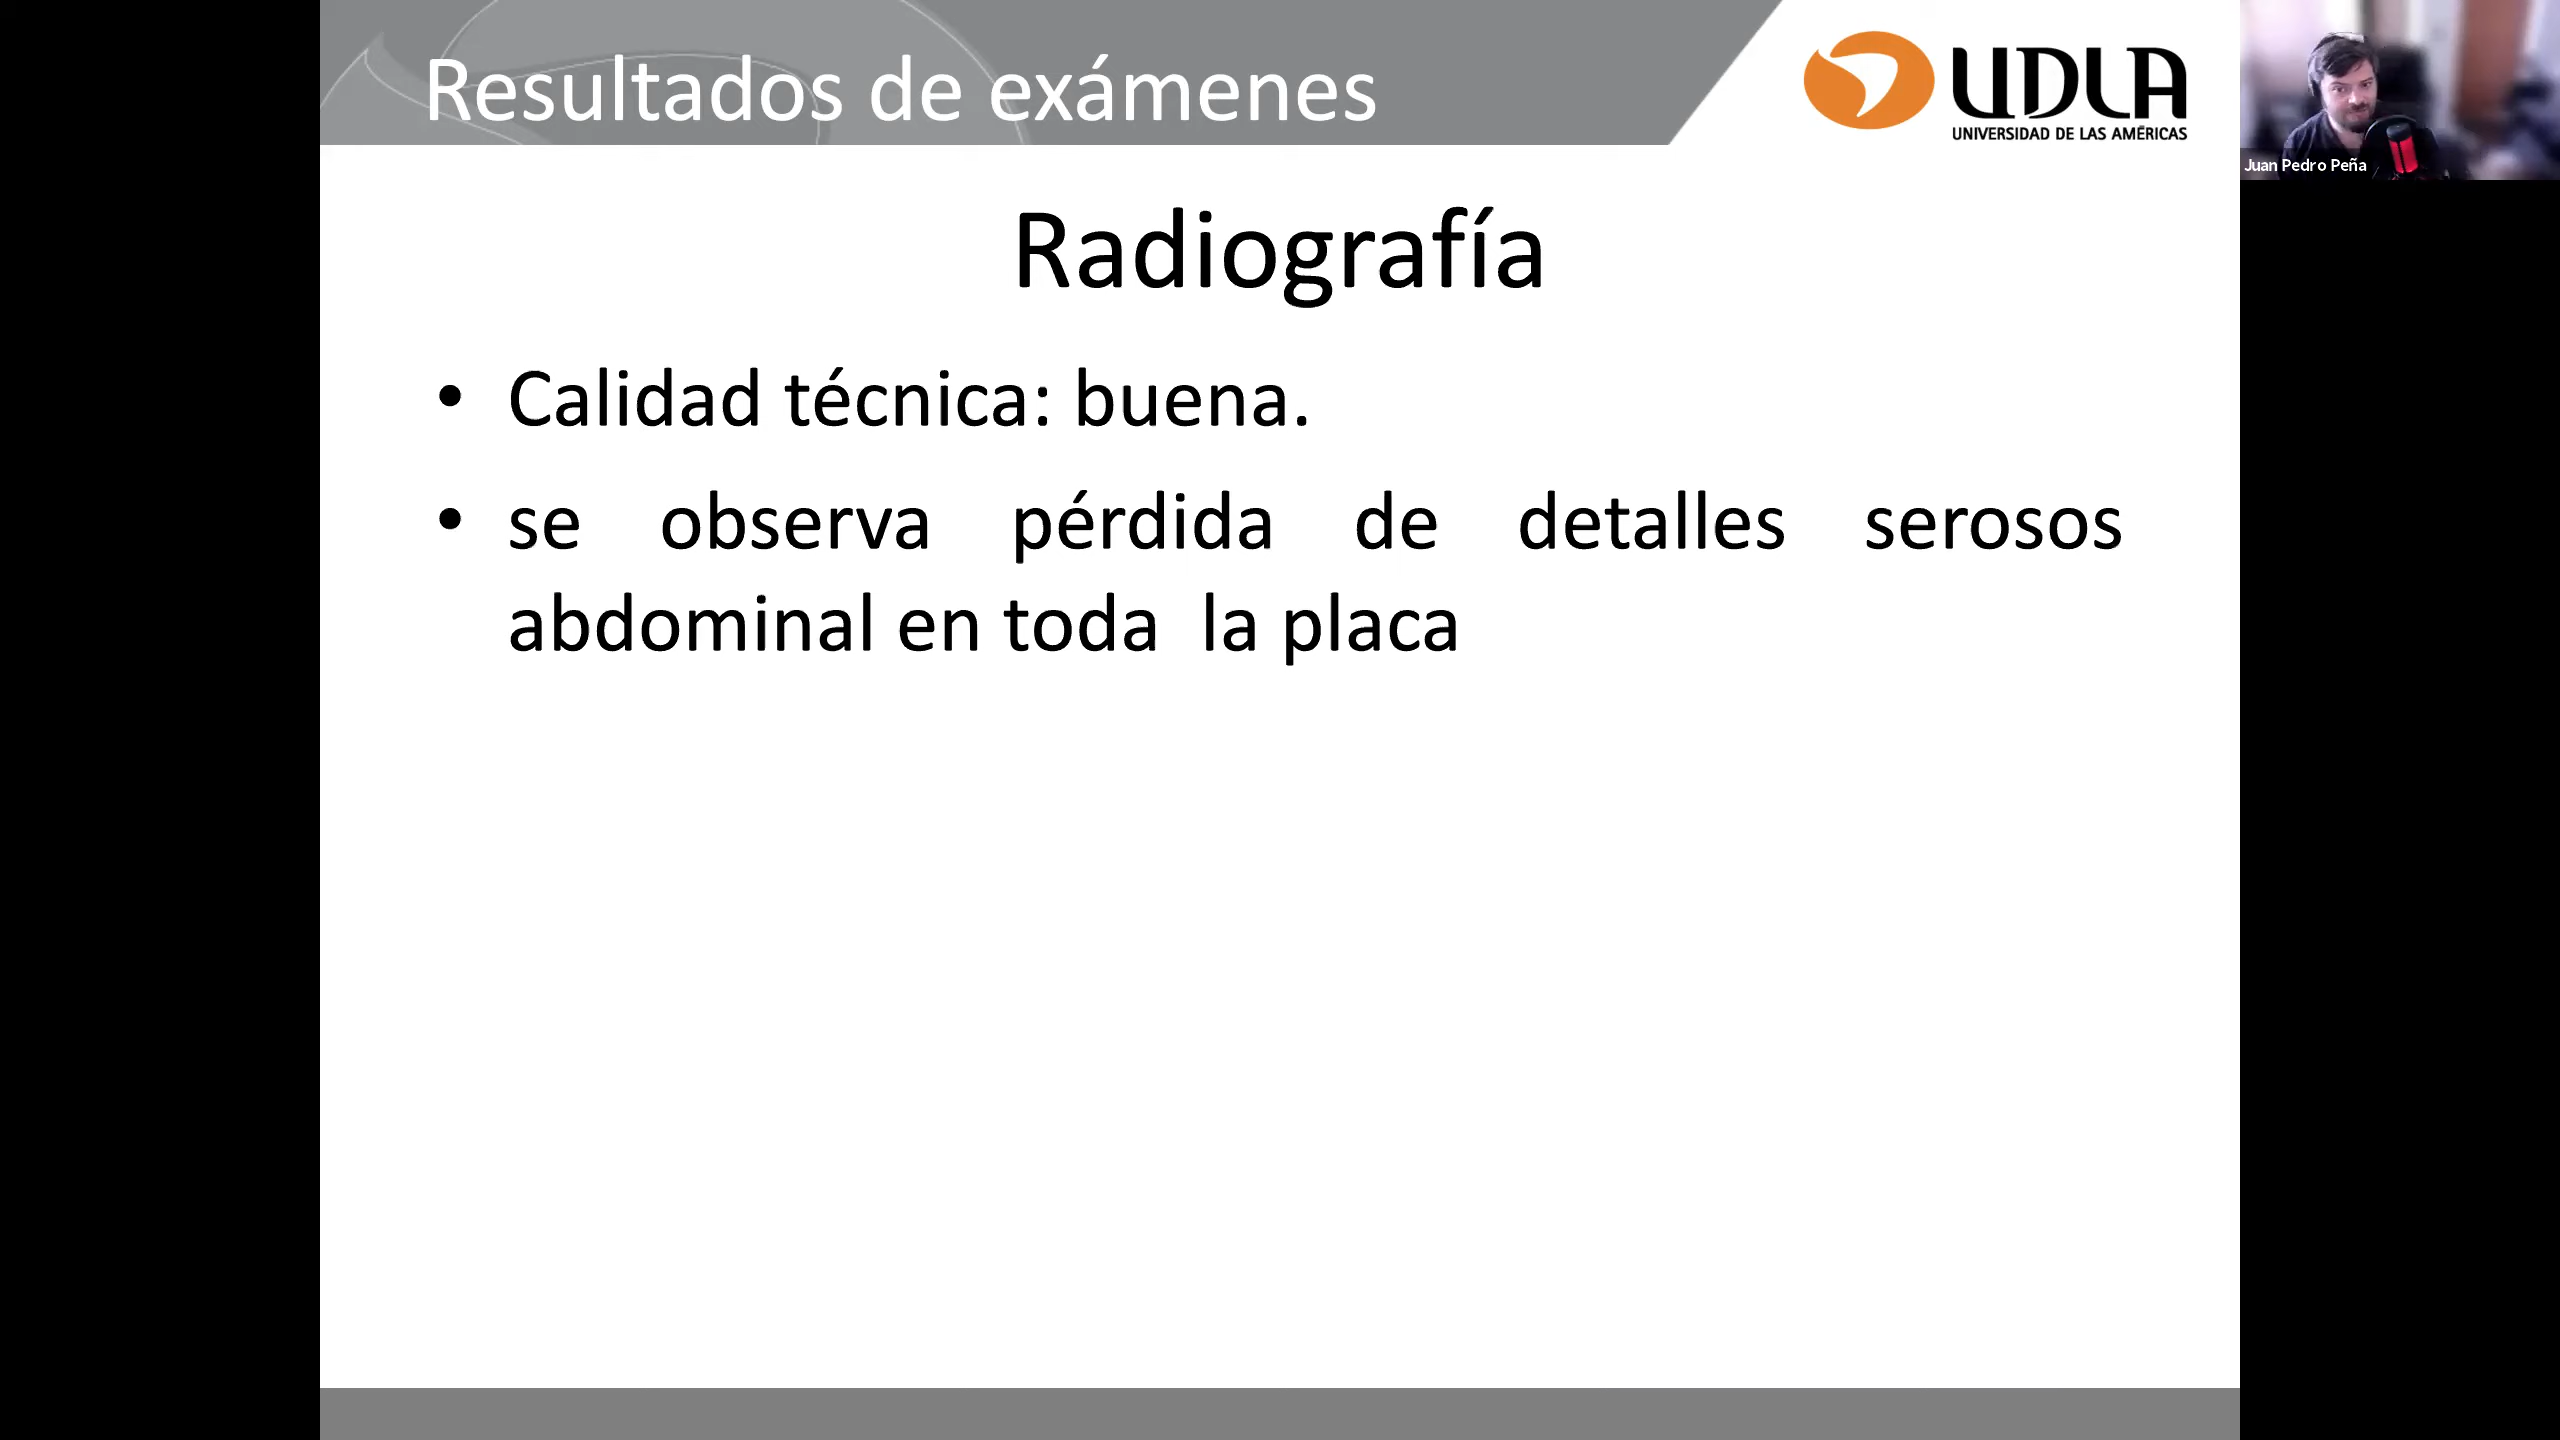 Resultados de exámenes
UDLA
UNIVERSIDAD DE LAS AMÉRICAS
Juan Pedro Peña
Radiografía
• Calidad técnica: buena.
• se observa pérdida de detalles serosos
abdominal en toda la placa